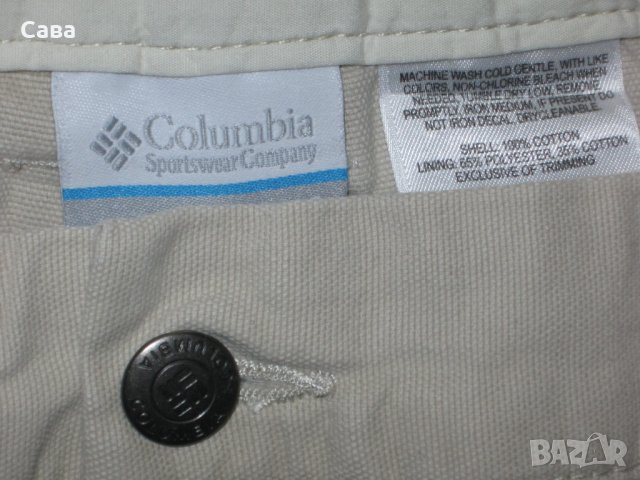 Сава
Columbia
Sportswear Company
MACHINE WASH COLD GENTLE, WITH LIKE
COLORS, NON-CHLORINE BLEACH WHEN
NEEDED, TUMBLE DRY LOW, REMOVE
PROMPTLY, IRON MEDIUM, IF PRESENT DO
NOT IRON DECAL, DRYCLEANABLE.
SHELL: 100% COTTON
LINING: 65% POLYESTER, 35% COTTON
EXCLUSIVE OF TRIMMING
COLUMBIA
COLUMBIA
BAZAR